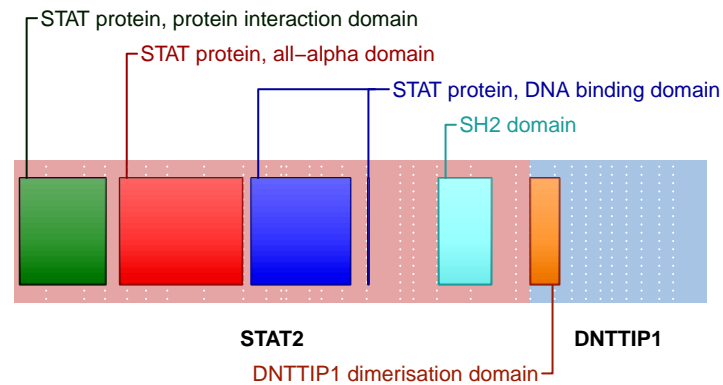 STAT protein, protein interaction domain
STAT protein, all−alpha domain
STAT protein, DNA binding domain
SH2 domain
STAT2
DNTTIP1
DNTTIP1 dimerisation domain